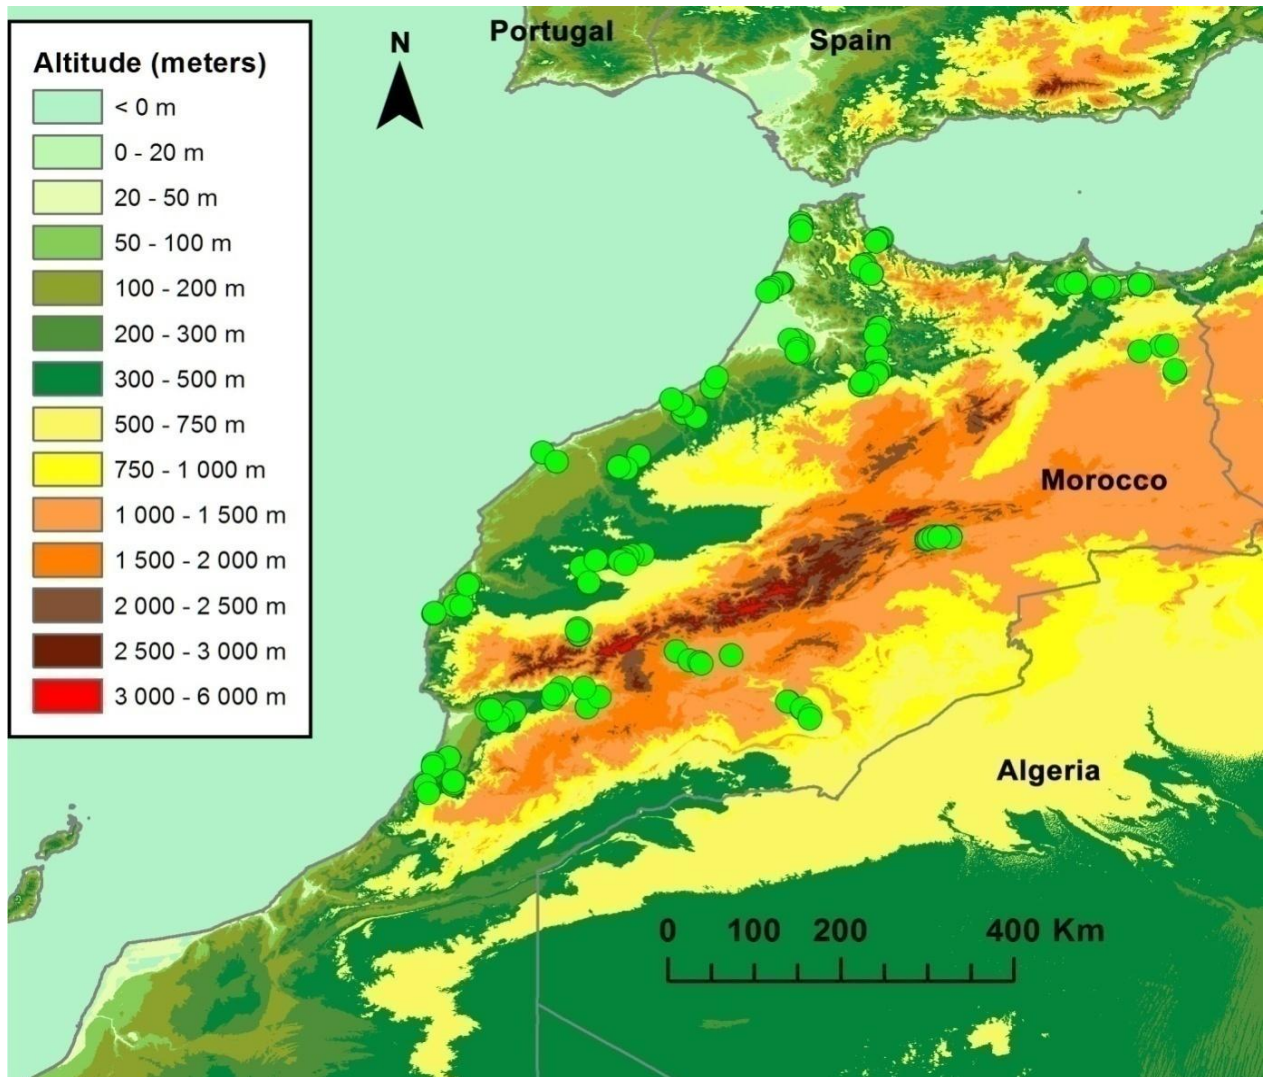 Portugal
Spain
N
Altitude (meters)
< 0 m
0 - 20 m
20 - 50 m
50 - 100 m
100 - 200 m
200 - 300 m
300 - 500 m
500 - 750 m
750 - 1 000 m
1 000 - 1 500 m
1 500 - 2 000 m
2 000 - 2 500 m
2 500 - 3 000 m
3 000 - 6 000 m
Morocco
Algeria
0 100 200 400 Km